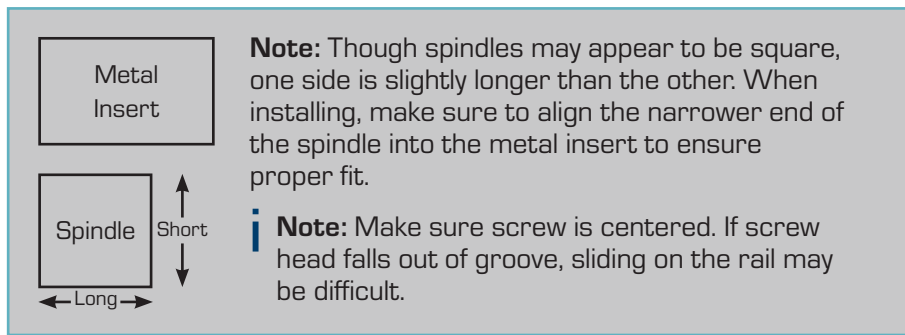 Metal
Insert
Spindle
Short
Long
Note: Though spindles may appear to be square,
one side is slightly longer than the other. When
installing, make sure to align the narrower end of
the spindle into the metal insert to ensure
proper fit.
i Note: Make sure screw is centered. If screw
head falls out of groove, sliding on the rail may
be difficult.